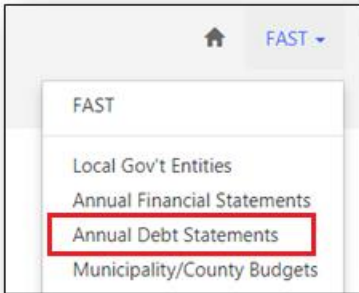 FAST
FAST
Local Gov't Entities
Annual Financial Statements
Annual Debt Statements
Municipality/County Budgets